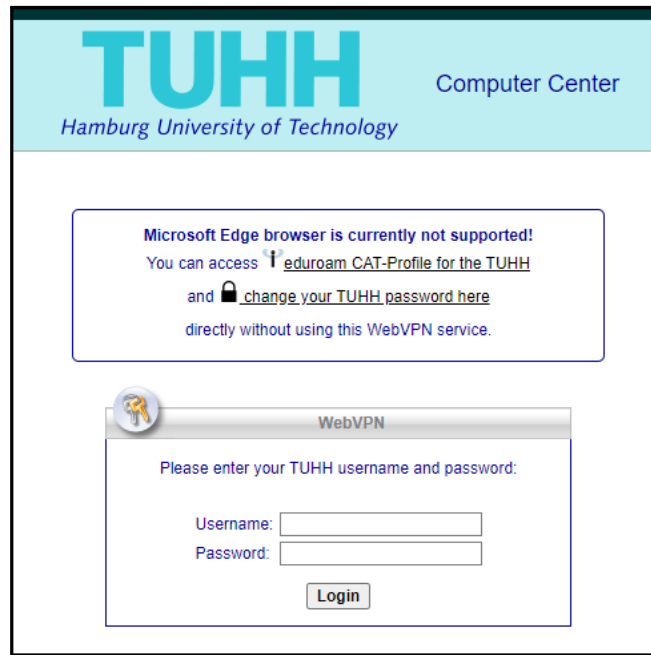 TUHH
Hamburg University of Technology
Computer Center
Microsoft Edge browser is currently not supported!
You can access eduroam CAT-Profile for the TUHH
and change your TUHH password here
directly without using this WebVPN service.
WebVPN
Please enter your TUHH username and password:
Username:
Password:
Login